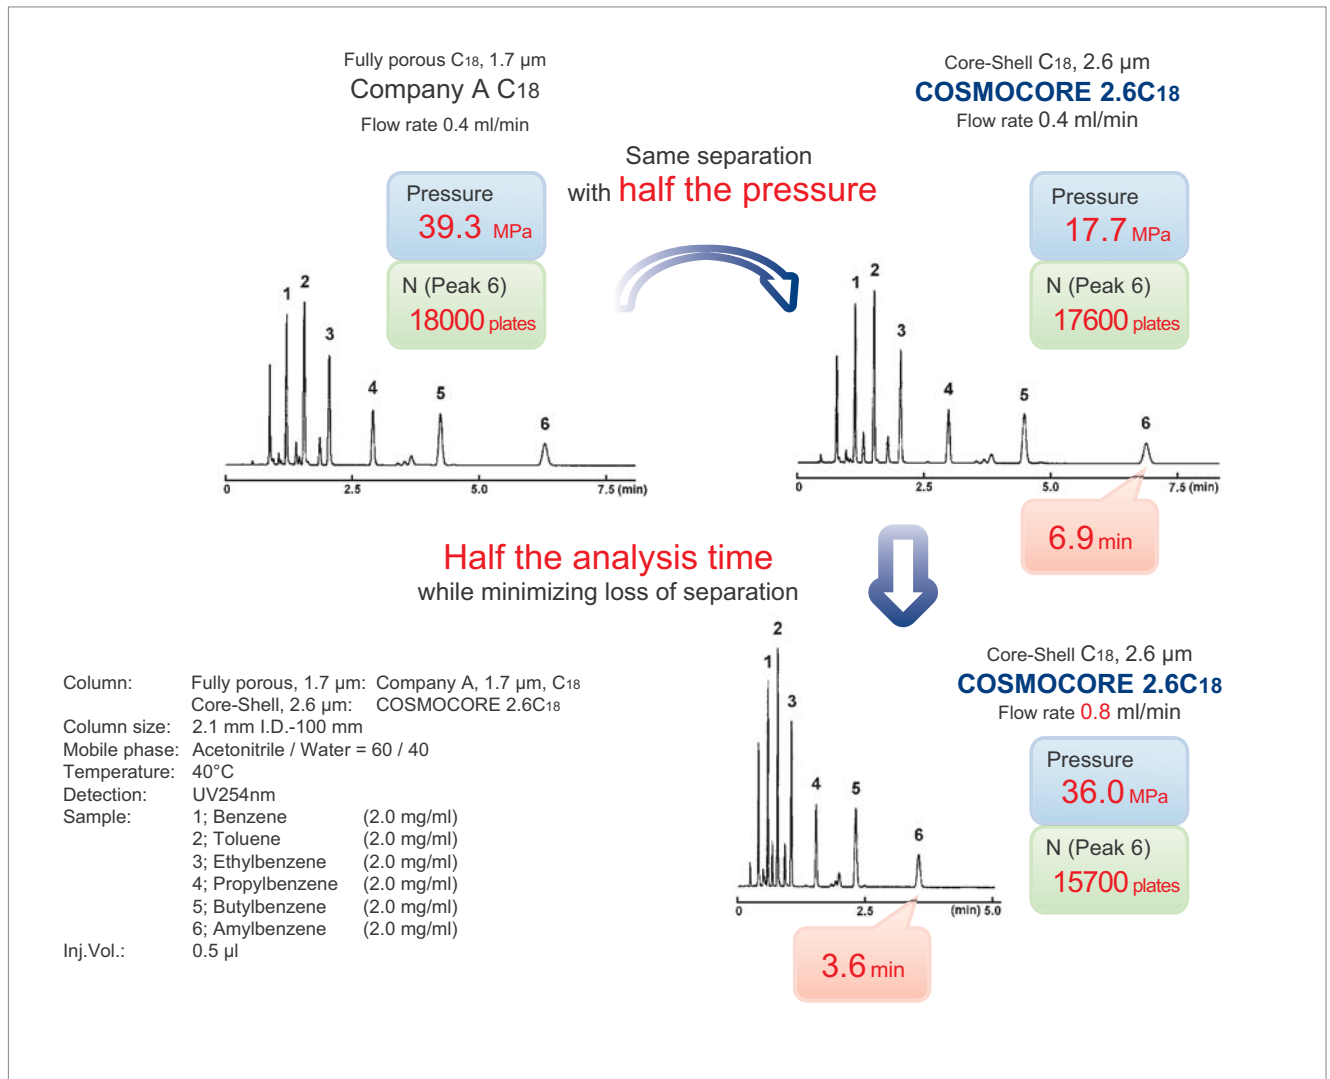 Fully porous C18, 1.7 µm
Company A C18
Flow rate 0.4 ml/min
Pressure
39.3 MPa
N (Peak 6)
18000 plates
1
2
3
4
5
6
0
2.5
5.0
7.5 (min)
Same separation
with half the pressure
Core-Shell C18, 2.6 µm
COSMOCORE 2.6C18
Flow rate 0.4 ml/min
Pressure
17.7 MPa
N (Peak 6)
17600 plates
1
2
3
4
5
6
0
2.5
5.0
7.5 (min)
6.9 min
Half the analysis time
while minimizing loss of separation
Core-Shell C18, 2.6 µm
COSMOCORE 2.6C18
Flow rate 0.8 ml/min
Pressure
36.0 MPa
N (Peak 6)
15700 plates
1
2
3
4
5
6
0
2.5
(min) 5.0
3.6 min
Column: Fully porous, 1.7 µm: Company A, 1.7 µm, C18
Core-Shell, 2.6 µm: COSMOCORE 2.6C18
Column size: 2.1 mm I.D.-100 mm
Mobile phase: Acetonitrile / Water = 60 / 40
Temperature: 40°C
Detection: UV254nm
Sample: 1; Benzene (2.0 mg/ml)
2; Toluene (2.0 mg/ml)
3; Ethylbenzene (2.0 mg/ml)
4; Propylbenzene (2.0 mg/ml)
5; Butylbenzene (2.0 mg/ml)
6; Amylbenzene (2.0 mg/ml)
Inj.Vol.: 0.5 µl